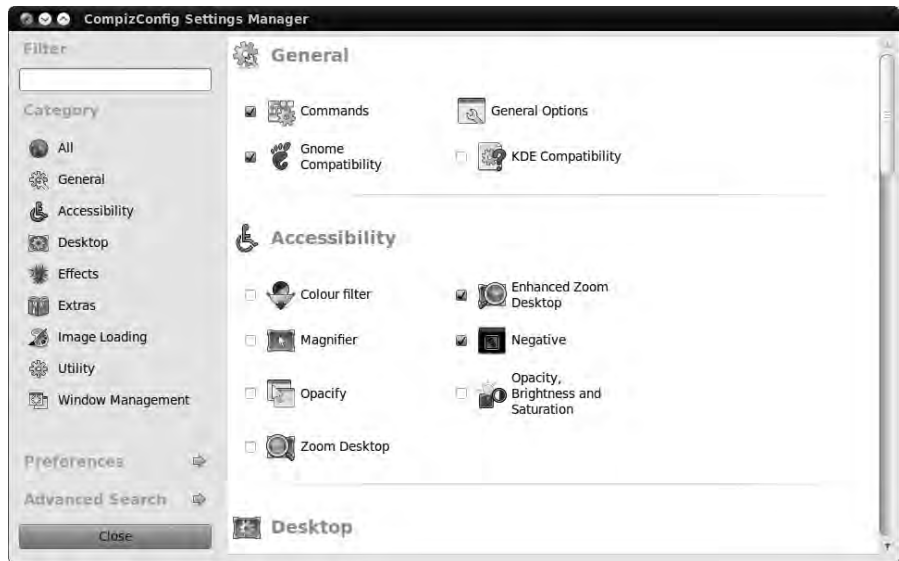 CompizConfig Settings Manager
Filter
Category
All
General
Accessibility
Desktop
Effects
Extras
Image Loading
Utility
Window Management
Preferences
Advanced Search
Close
General
Commands
General Options
Gnome
Compatibility
KDE Compatibility
Accessibility
Colour filter
Enhanced Zoom
Desktop
Magnifier
Negative
Opacify
Opacity,
Brightness and
Saturation
Zoom Desktop
Desktop